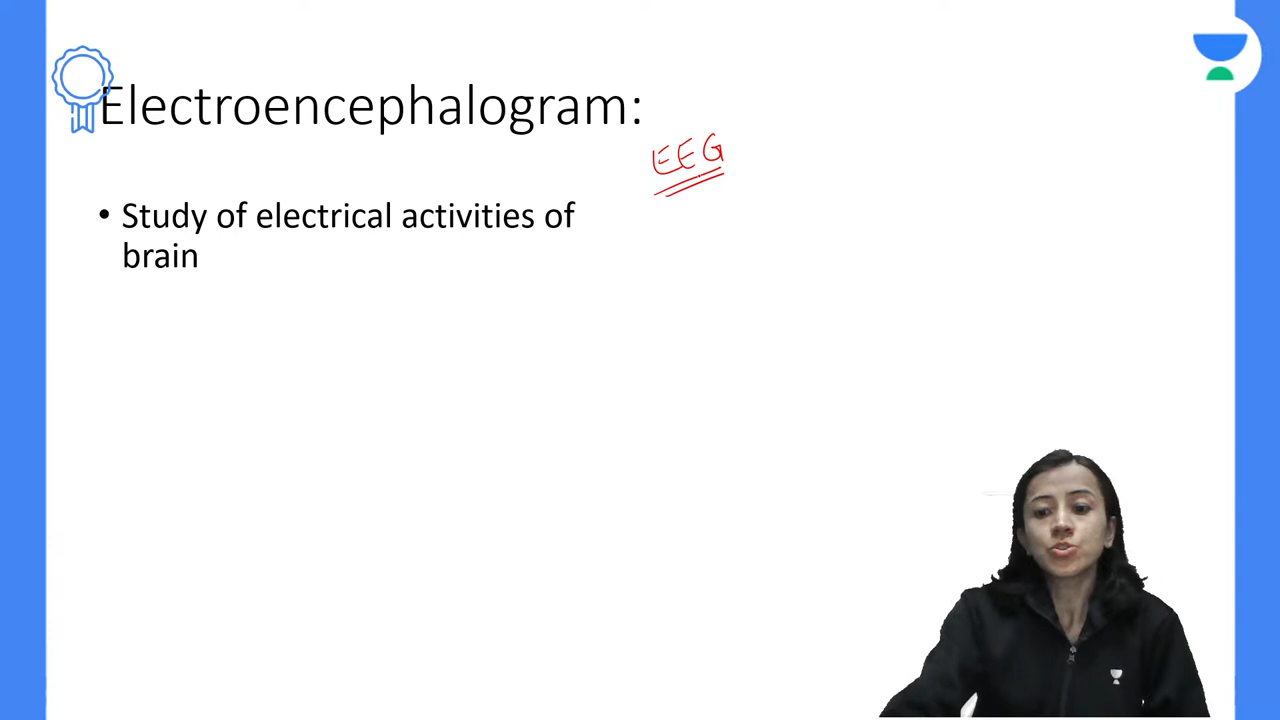 Electroencephalogram:
EEG
• Study of electrical activities of
brain